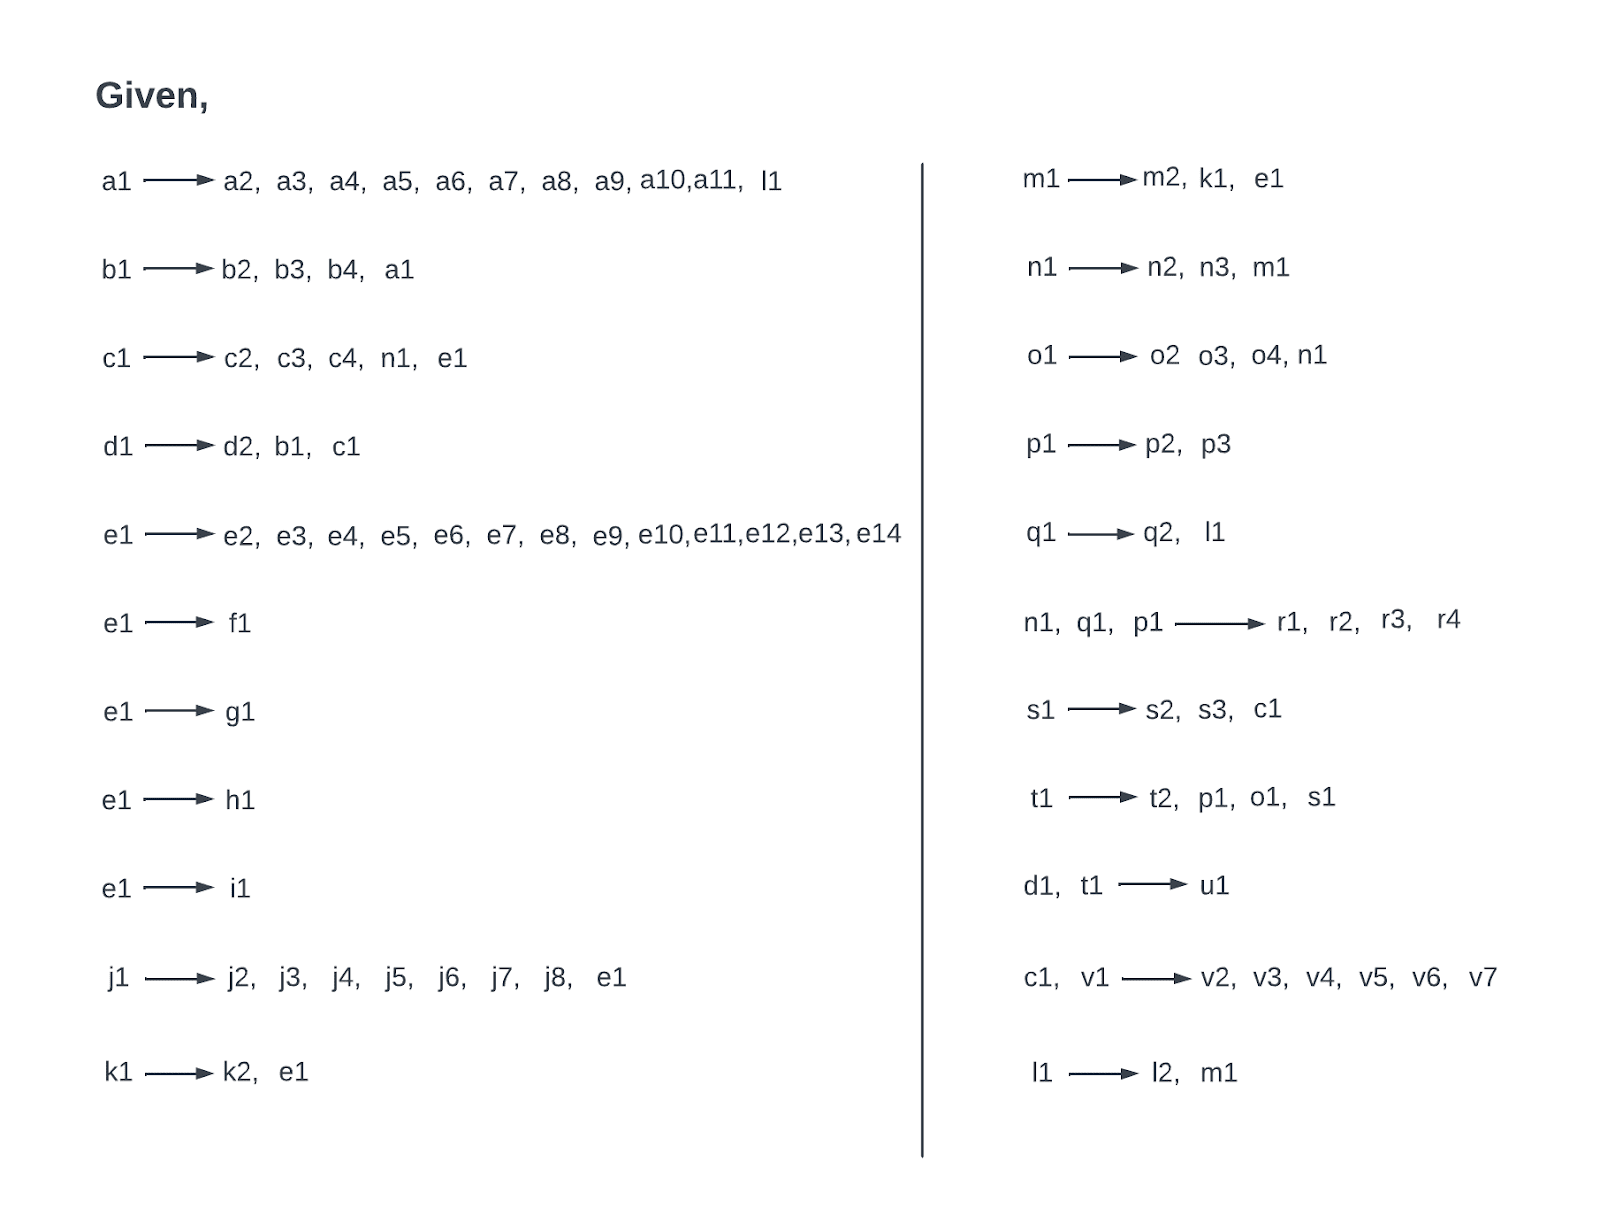 Given,
a1 → a2, a3, a4, a5, a6, a7, a8, a9, a10,a11, l1
b1 → b2, b3, b4, a1
c1 → c2, c3, c4, n1, e1
d1 → d2, b1, c1
e1 → e2, e3, e4, e5, e6, e7, e8, e9, e10,e11,e12,e13, e14
e1 → f1
e1 → g1
e1 → h1
e1 → i1
j1 → j2, j3, j4, j5, j6, j7, j8, e1
k1 → k2, e1
m1 → m2, k1, e1
n1 → n2, n3, m1
o1 → o2 o3, o4, n1
p1 → p2, p3
q1 → q2, l1
n1, q1, p1 → r1, r2, r3, r4
s1 → s2, s3, c1
t1 → t2, p1, o1, s1
d1, t1 → u1
c1, v1 → v2, v3, v4, v5, v6, v7
l1 → l2, m1